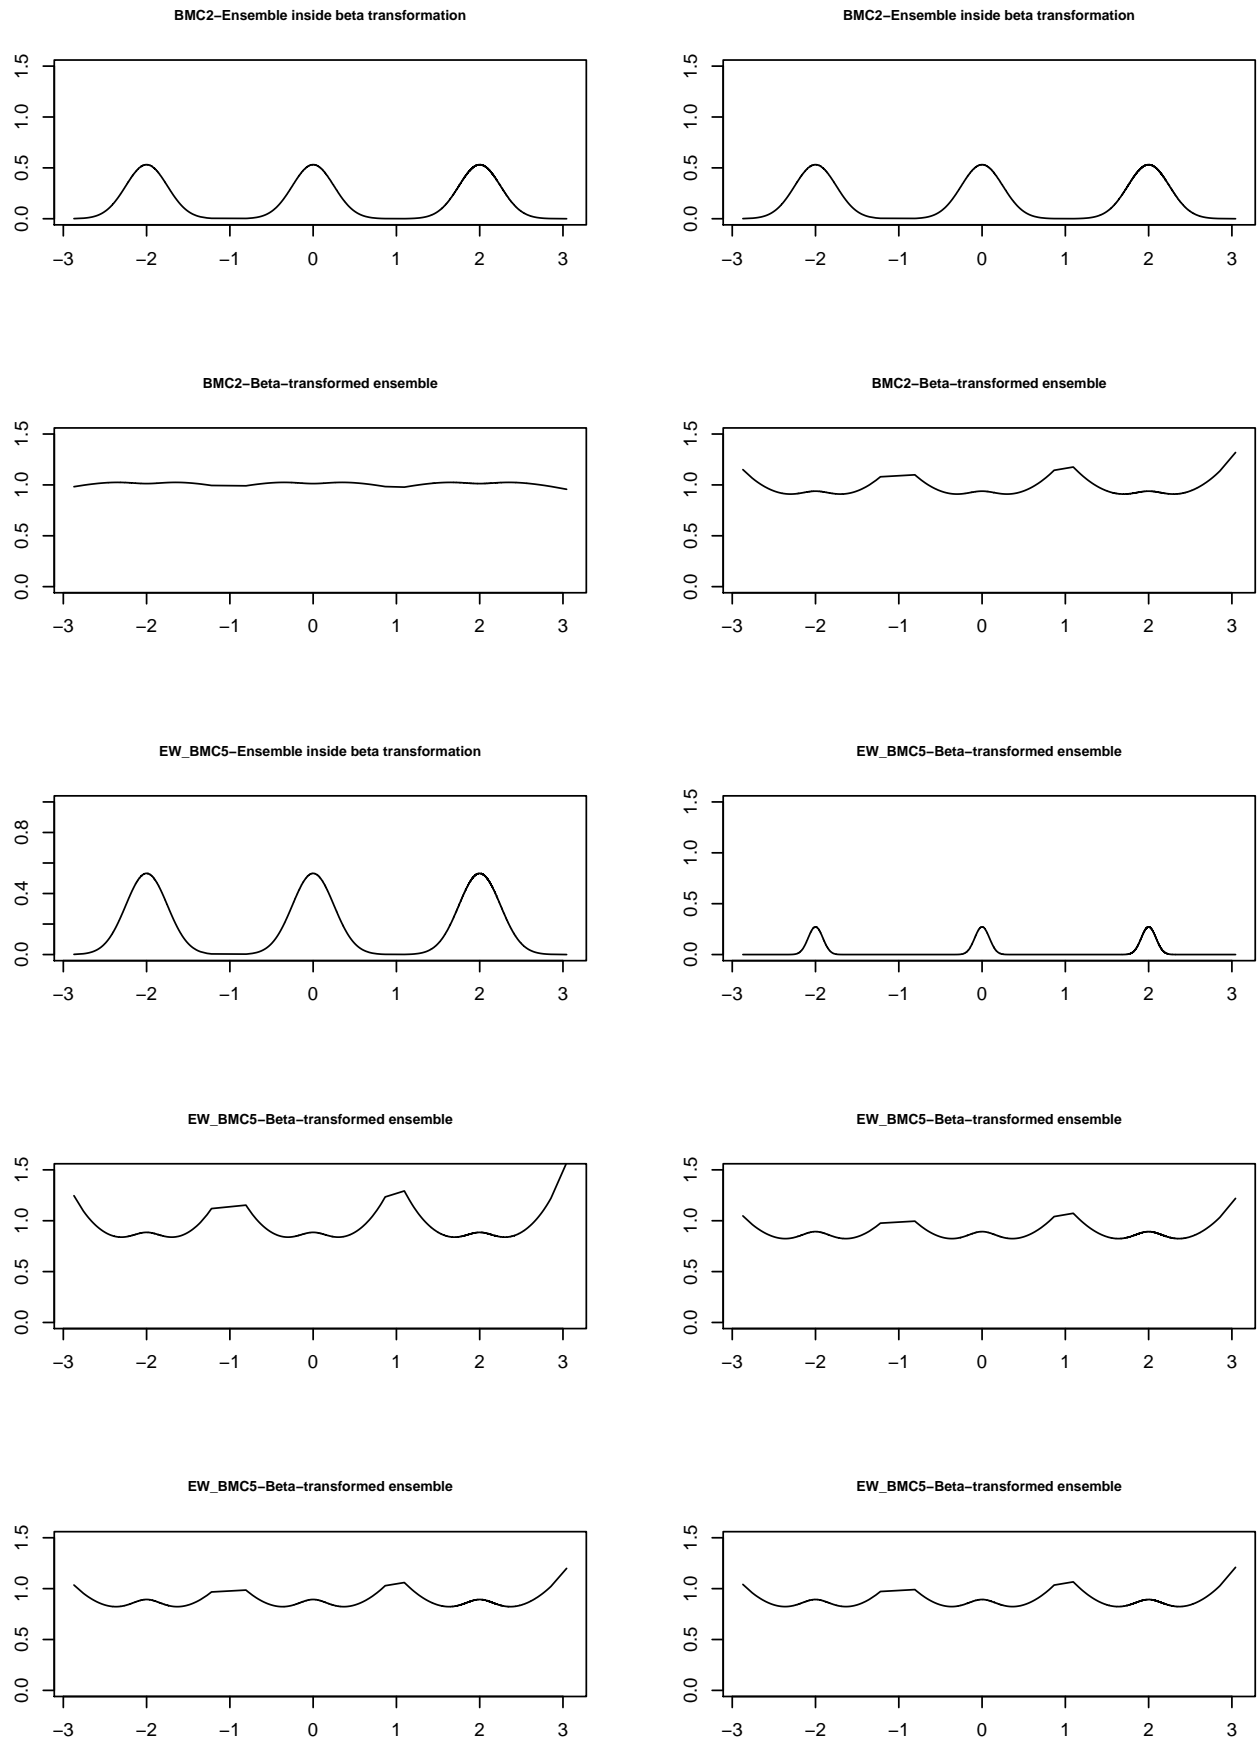 BMC2−Ensemble inside beta transformation
0.0 0.5 1.0 1.5
−3 −2 −1 0 1 2 3
BMC2−Ensemble inside beta transformation
0.0 0.5 1.0 1.5
−3 −2 −1 0 1 2 3
BMC2−Beta−transformed ensemble
0.0 0.5 1.0 1.5
−3 −2 −1 0 1 2 3
BMC2−Beta−transformed ensemble
0.0 0.5 1.0 1.5
−3 −2 −1 0 1 2 3
EW_BMC5−Ensemble inside beta transformation
0.0 0.4 0.8
−3 −2 −1 0 1 2 3
EW_BMC5−Beta−transformed ensemble
0.0 0.5 1.0 1.5
−3 −2 −1 0 1 2 3
EW_BMC5−Beta−transformed ensemble
0.0 0.5 1.0 1.5
−3 −2 −1 0 1 2 3
EW_BMC5−Beta−transformed ensemble
0.0 0.5 1.0 1.5
−3 −2 −1 0 1 2 3
EW_BMC5−Beta−transformed ensemble
0.0 0.5 1.0 1.5
−3 −2 −1 0 1 2 3
EW_BMC5−Beta−transformed ensemble
0.0 0.5 1.0 1.5
−3 −2 −1 0 1 2 3